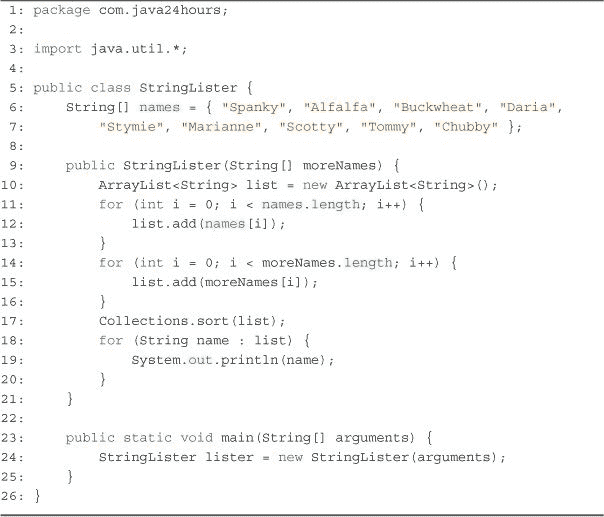 1: package com.java24hours;
2:
3: import java.util.*;
4:
5: public class StringLister {
6:     String[] names = { "Spanky", "Alfalfa", "Buckwheat", "Daria",
7:         "Stymie", "Marianne", "Scotty", "Tommy", "Chubby" };
8:
9:     public StringLister(String[] moreNames) {
10:         ArrayList<String> list = new ArrayList<String>();
11:         for (int i = 0; i < names.length; i++) {
12:             list.add(names[i]);
13:         }
14:         for (int i = 0; i < moreNames.length; i++) {
15:             list.add(moreNames[i]);
16:         }
17:         Collections.sort(list);
18:         for (String name : list) {
19:             System.out.println(name);
20:         }
21:     }
22:
23:     public static void main(String[] arguments) {
24:         StringLister lister = new StringLister(arguments);
25:     }
26: }